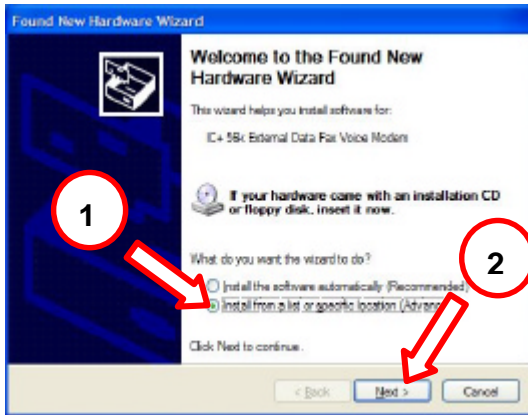 Found New Hardware Wizard
Welcome to the Found New
Hardware Wizard
This wizard helps you install software for:
IC+ 56k External Data Fax Voice Modem
If your hardware came with an installation CD
or floppy disk, insert it now.
1
What do you want the wizard to do?
2
Install the software automatically (Recommended)
Install from a list or specific location
Click Next to continue.
< Back
Next >
Cancel